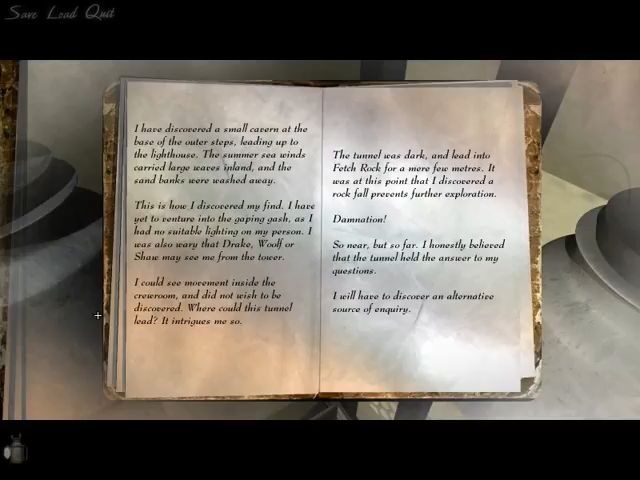 Save Load Quit
I have discovered a small cavern at the
base of the outer steps, leading up to
the lighthouse. The summer sea winds
carried large waves inland, and the
sand banks were washed away.
This is how I discovered my find. I have
yet to venture into the gaping gash, as I
had no suitable lighting on my person. I
was also wary that Drake, Woolf or
Shaw may see me from the tower.
I could see movement inside the
crewroom, and did not wish to be
discovered. Where could this tunnel
lead? It intrigues me so.
The tunnel was dark, and lead into
Fetch Rock for a mere few metres. It
was at this point that I discovered a
rock fall prevents further exploration.
Damnation!
So near, but so far. I honestly believed
that the tunnel held the answer to my
questions.
I will have to discover an alternative
source of enquiry.